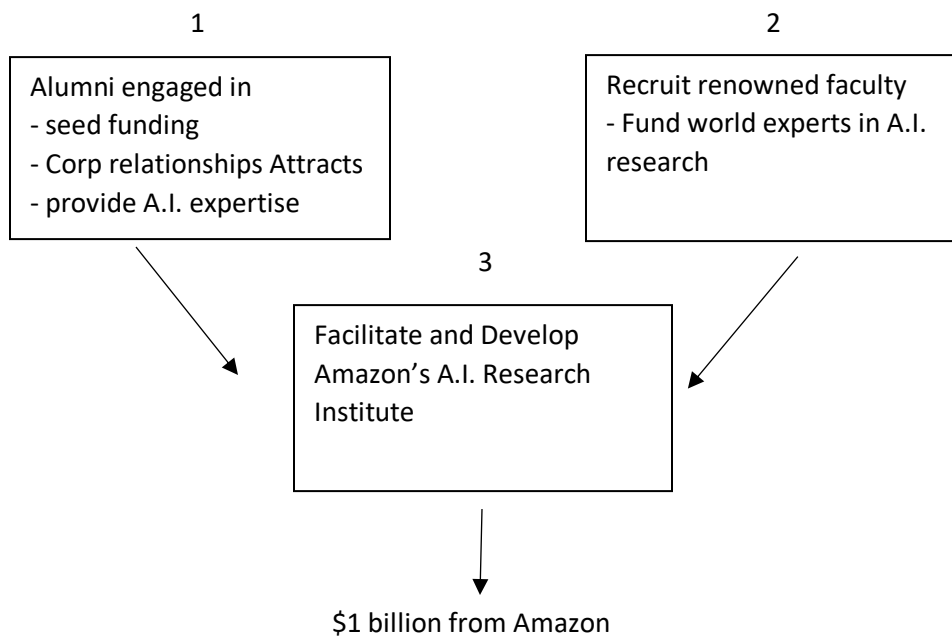 1
Alumni engaged in
- seed funding
- Corp relationships Attracts
- provide A.I. expertise
2
Recruit renowned faculty
- Fund world experts in A.I.
research
3
Facilitate and Develop
Amazon’s A.I. Research
Institute
$1 billion from Amazon